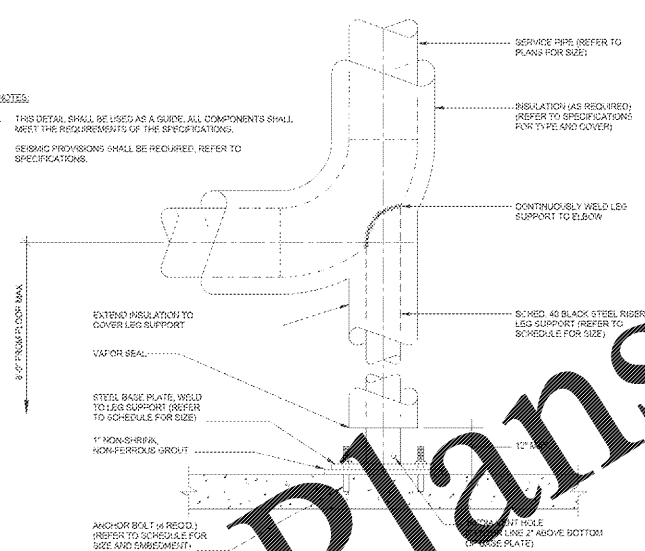 SERVICE PIPE (REFER TO
PLANS FOR SIZE)
NOTES:
THIS DETAIL SHALL BE USED AS A GUIDE. ALL COMPONENTS SHALL
MEET THE REQUIREMENTS OF THE SPECIFICATIONS.
SEISMIC PROVISIONS SHALL BE REQUIRED, REFER TO
SPECIFICATIONS.
INSULATION (AS REQUIRED)
(REFER TO SPECIFICATIONS
FOR TYPE AND COVER)
CONTINUOUSLY WELD LEG
SUPPORT TO ELBOW
FROM FLOOR MAX
EXTEND INSULATION TO
COVER LEG SUPPORT
SCHED. 40 BLACK STEEL RISER
LEG SUPPORT (REFER TO
SCHEDULE FOR SIZE)
VAPOR SEAL
STEEL BASE PLATE, WELD
TO LEG SUPPORT (REFER
TO SCHEDULE FOR SIZE)
1" NON-SHRINK,
NON-FERROUS GROUT
12"
ANCHOR BOLT (4 REQD.)
(REFER TO SCHEDULE FOR
SIZE AND EMBEDMENT)
VENT HOLE
LINE 2" ABOVE BOTTOM
OF BASE PLATE)
Plans